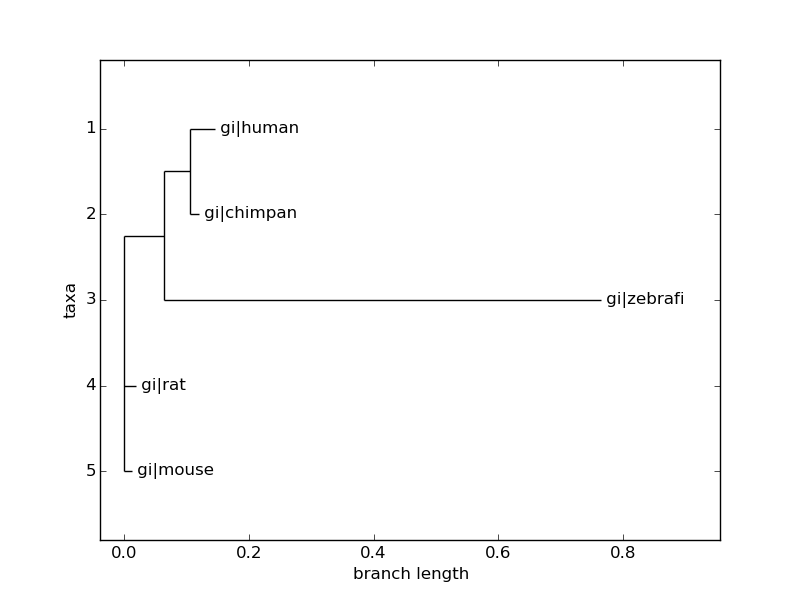 1
gi|human
2
gi|chimpan
3
gi|zebrafi
taxa
4
gi|rat
5
gi|mouse
0.0 0.2 0.4 0.6 0.8
branch length